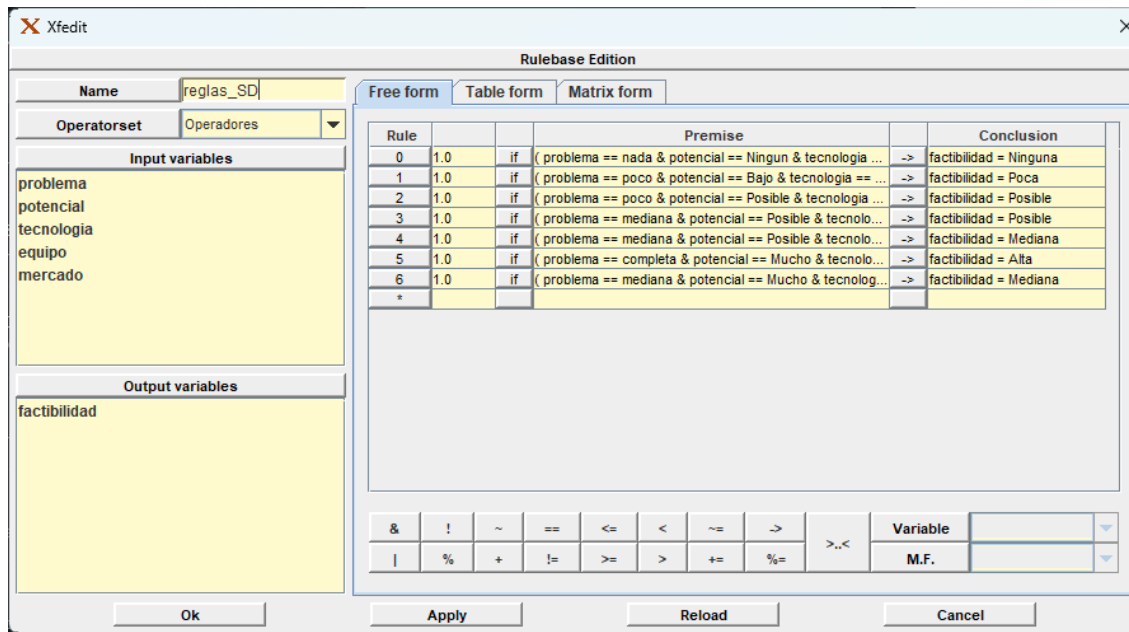 Xfedit
Rulebase Edition
Name reglas_SD
Operatorset Operadores
Input variables
problema
potencial
tecnologia
equipo
mercado
Output variables
factibilidad
Free form Table form Matrix form
Rule Premise Conclusion
0 1.0 if ( problema == nada & potencial == Ningun & tecnologia ... -> factibilidad = Ninguna
1 1.0 if ( problema == poco & potencial == Bajo & tecnologia == ... -> factibilidad = Poca
2 1.0 if ( problema == poco & potencial == Posible & tecnologia ... -> factibilidad = Posible
3 1.0 if ( problema == mediana & potencial == Posible & tecnolo... -> factibilidad = Posible
4 1.0 if ( problema == mediana & potencial == Posible & tecnolo... -> factibilidad = Mediana
5 1.0 if ( problema == completa & potencial == Mucho & tecnolo... -> factibilidad = Alta
6 1.0 if ( problema == mediana & potencial == Mucho & tecnolog... -> factibilidad = Mediana
*
& ! ~ == <= < ~= -> >..< Variable
| % + != >= > += %= M.F.
Ok Apply Reload Cancel